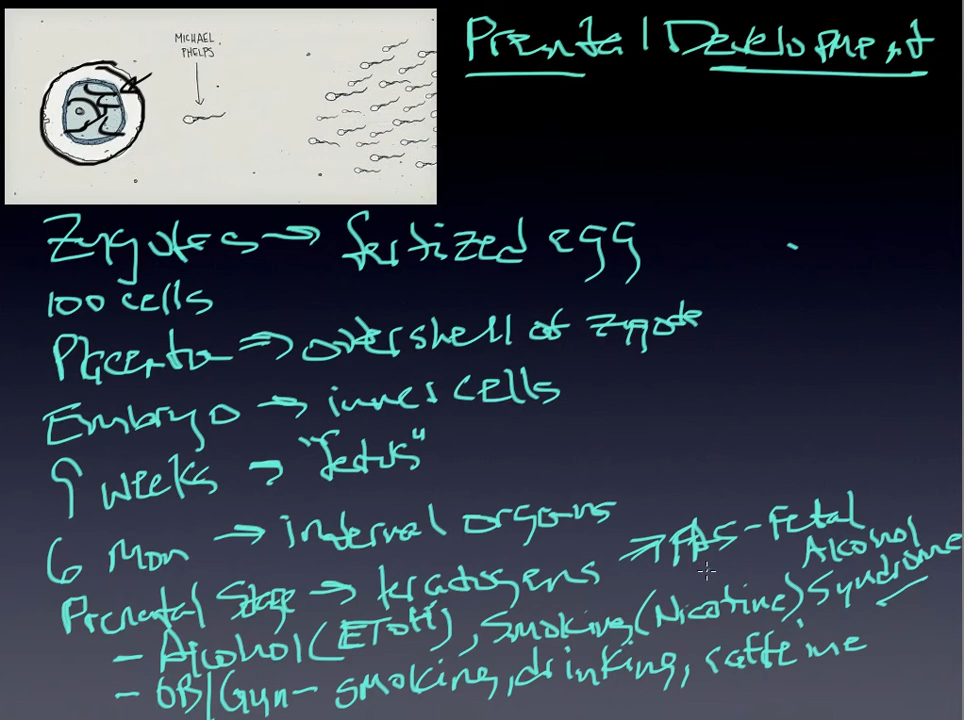 MICHAEL
PHELPS
Prenatal Development
Zygotes → fertized egg
100 cells
Placenta → outer shell of zygote
Embryo → inner cells
9 weeks → "fetus"
6 Mon → internal organs
Prenatal Stage → teratogens → FAS - Fetal
Alcohol
Syndrome
- Alcohol (ETOH), Smoking (Nicotine)
- OB/Gyn - smoking, drinking, caffeine